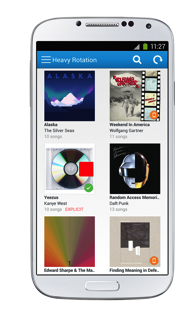 11:27
Heavy Rotation
ALASKA
Alaska
The Silver Seas
10 songs
Weekend In America
Wolfgang Gartner
11 songs
Yeezus
Kanye West
10 songs EXPLICIT
Random Access Memori..
Daft Punk
13 songs
Edward Sharpe & The Ma..
Finding Meaning in Defe..